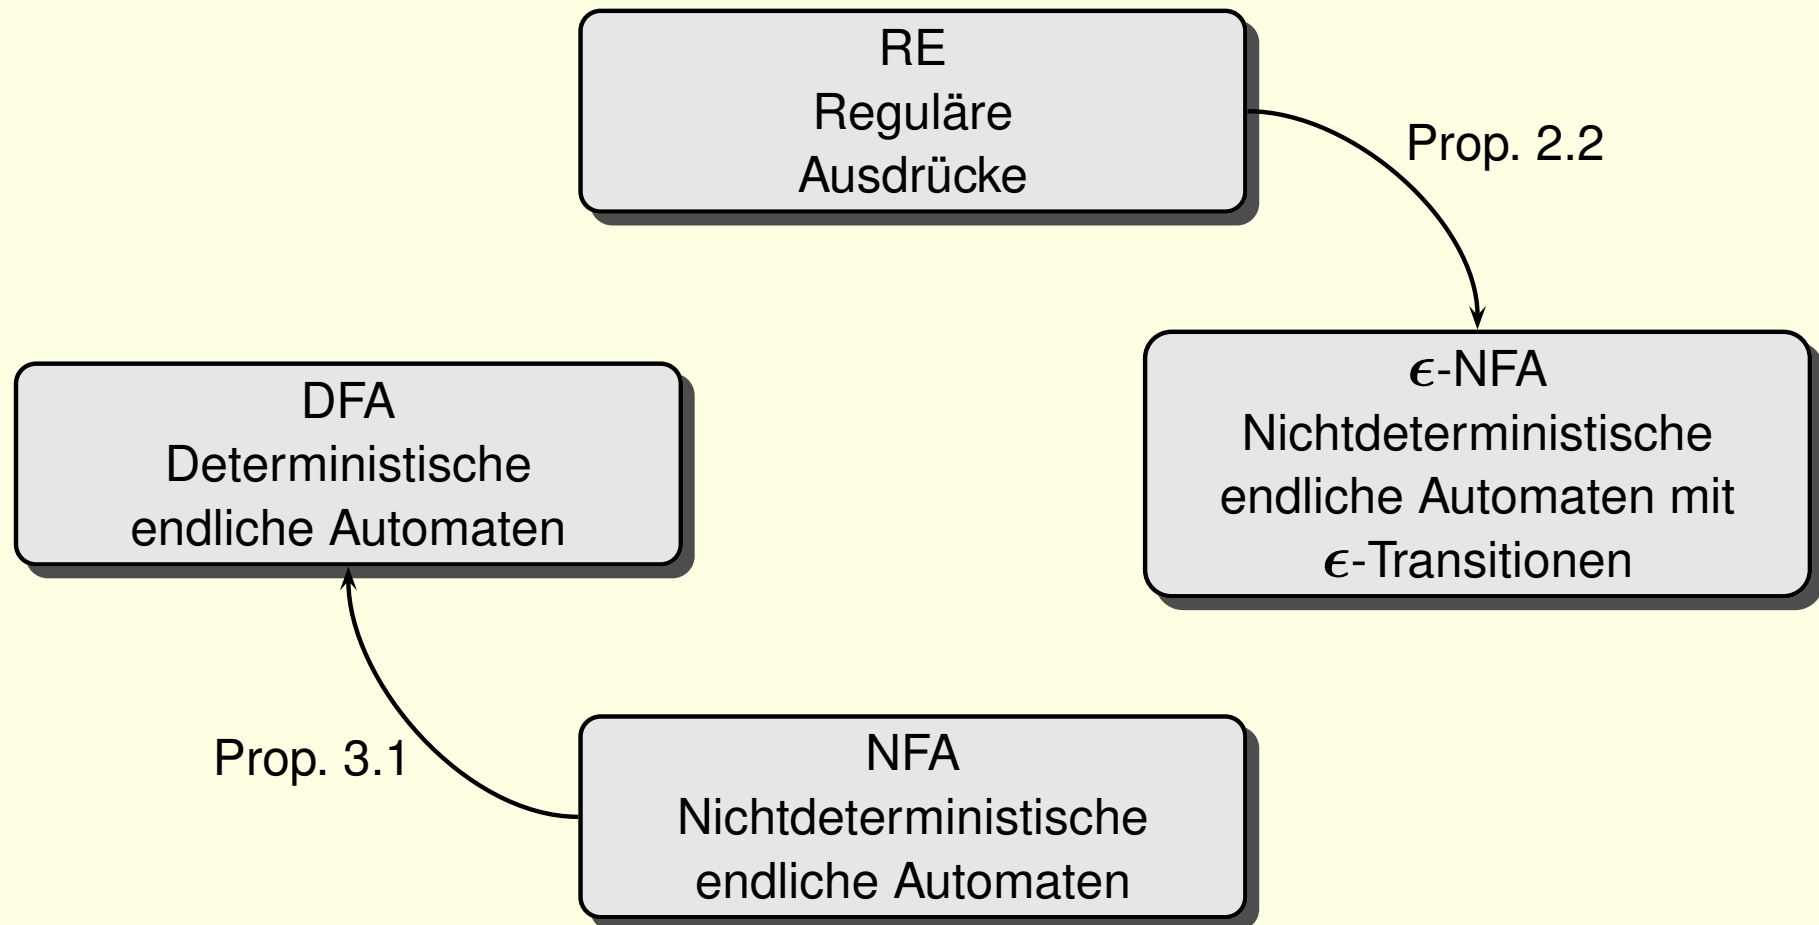 RE
Reguläre
Ausdrücke
Prop. 2.2
ϵ-NFA
Nichtdeterministische
endliche Automaten mit
ϵ-Transitionen
DFA
Deterministische
endliche Automaten
Prop. 3.1
NFA
Nichtdeterministische
endliche Automaten